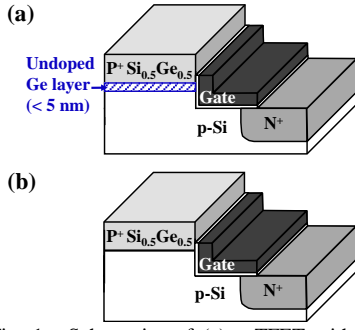 (a)
Undoped
Ge layer
(< 5 nm)
P+ Si0.5Ge0.5
Gate
p-Si
N+
(b)
P+ Si0.5Ge0.5
Gate
p-Si
N+